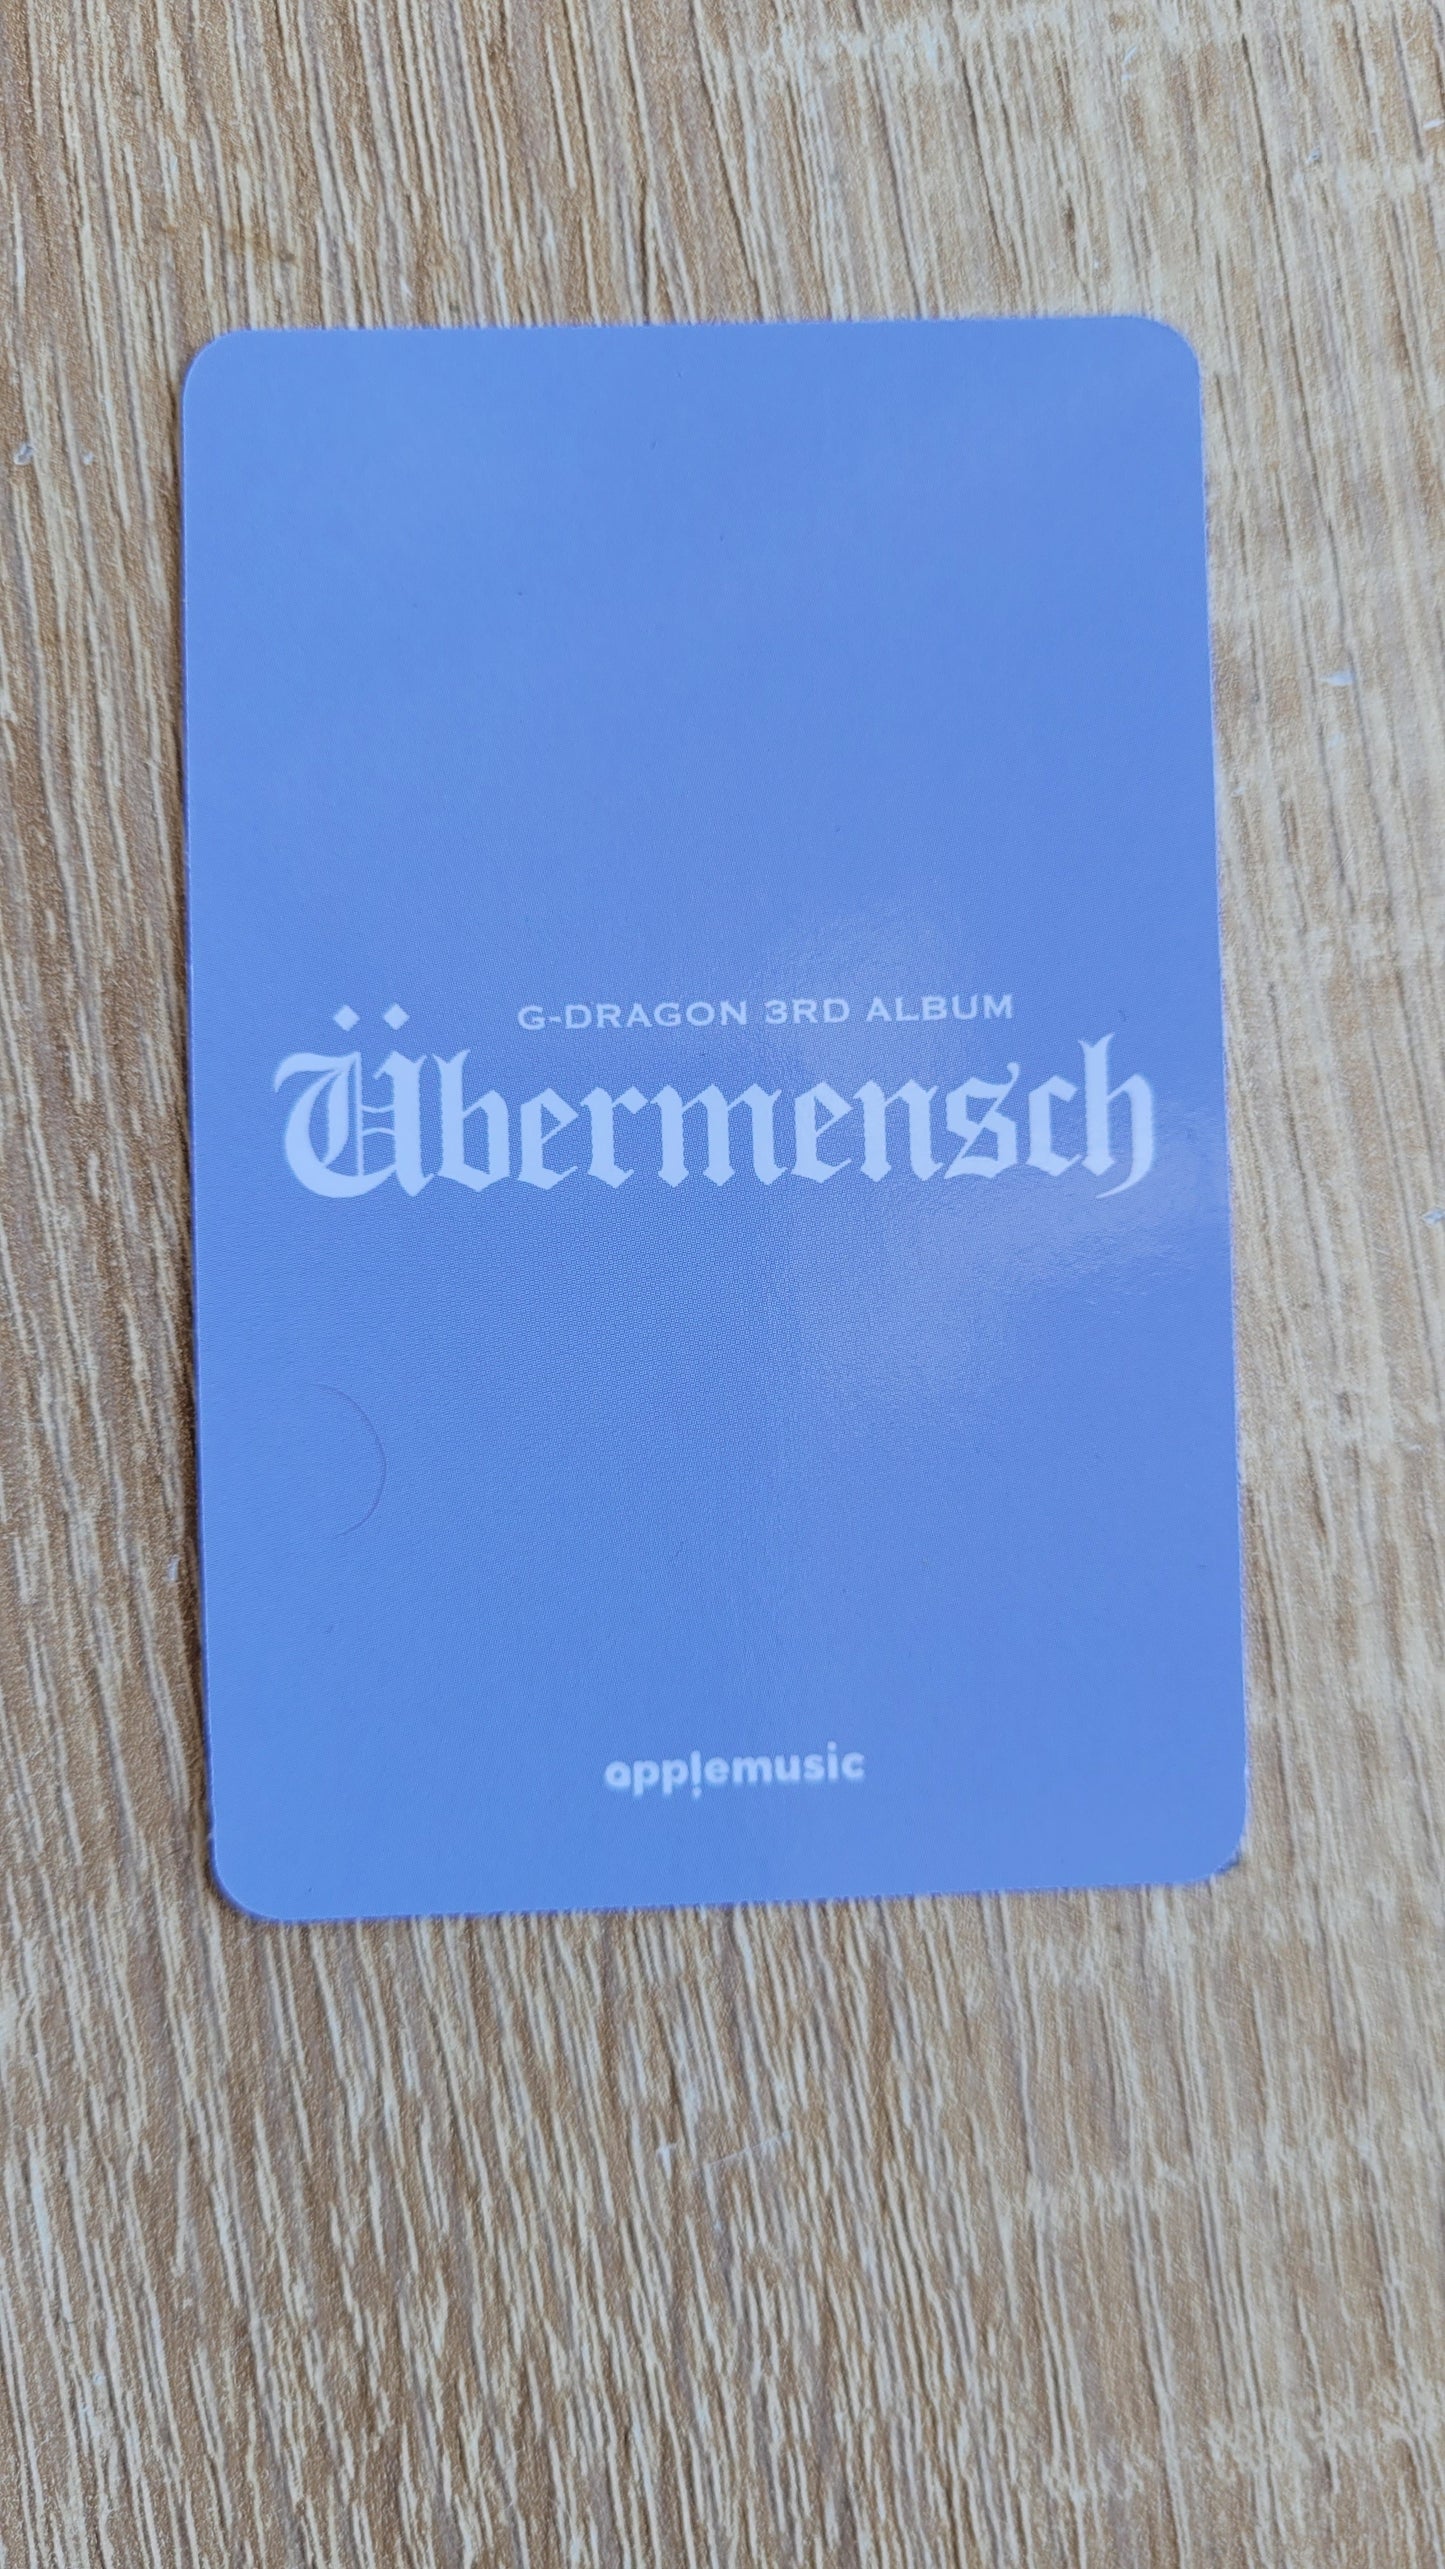 G-DRAGON 3RD ALBUM
Übermensch
applemusic